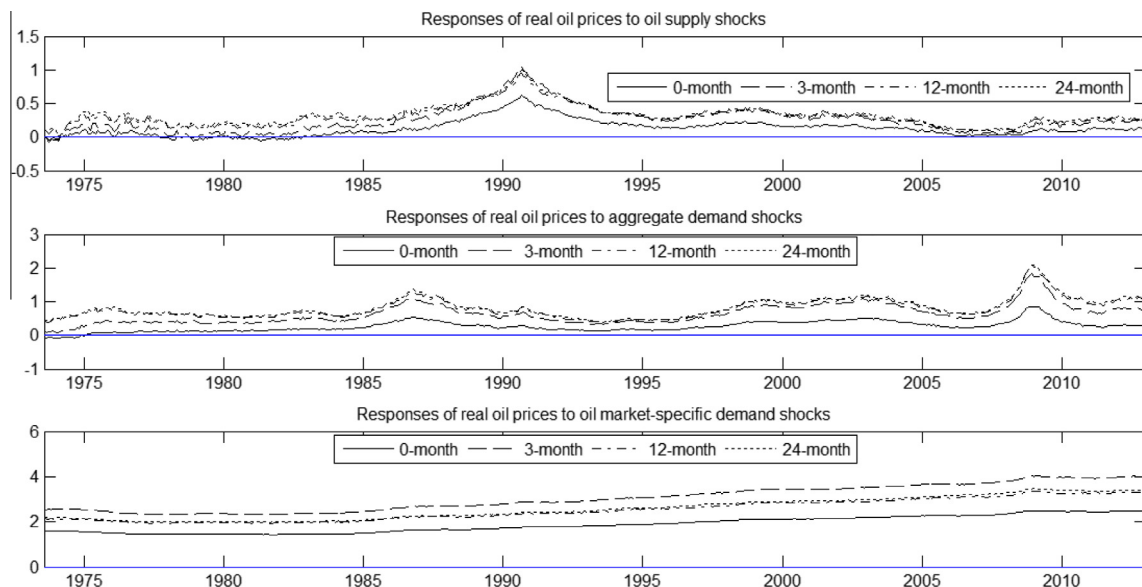 Responses of real oil prices to oil supply shocks
1.5
1
0.5
0
-0.5
0-month 3-month 12-month 24-month
1975 1980 1985 1990 1995 2000 2005 2010
Responses of real oil prices to aggregate demand shocks
3
2
1
0
-1
0-month 3-month 12-month 24-month
1975 1980 1985 1990 1995 2000 2005 2010
Responses of real oil prices to oil market-specific demand shocks
6
4
2
0
0-month 3-month 12-month 24-month
1975 1980 1985 1990 1995 2000 2005 2010